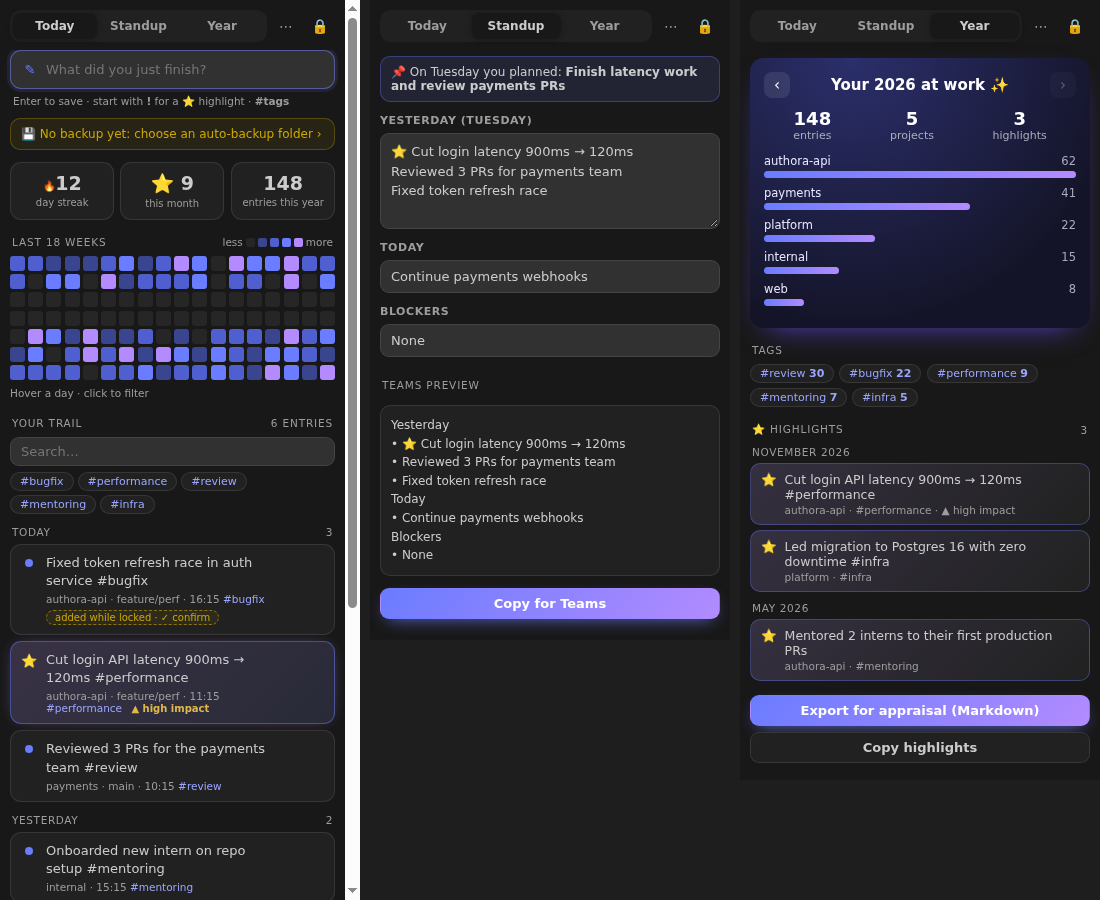 Today Standup Year ...
✎ What did you just finish?
Enter to save · start with ! for a ⭐ highlight · #tags
💾 No backup yet: choose an auto-backup folder ›
🔥12 ⭐ 9 148
day streak this month entries this year
LAST 18 WEEKS less more
Hover a day · click to filter
YOUR TRAIL 6 ENTRIES
Search…
#bugfix #performance #review
#mentoring #infra
TODAY 3
Fixed token refresh race in auth
service #bugfix
authora-api · feature/perf · 16:15 #bugfix
added while locked · ✓ confirm
⭐ Cut login API latency 900ms →
120ms #performance
authora-api · feature/perf · 11:15
#performance ▲ high impact
Reviewed 3 PRs for the payments
team #review
payments · main · 10:15 #review
YESTERDAY 2
Onboarded new intern on repo
setup #mentoring
internal · 15:15 #mentoring
Today Standup Year ...
📌 On Tuesday you planned: Finish latency work
and review payments PRs
YESTERDAY (TUESDAY)
⭐ Cut login latency 900ms → 120ms
Reviewed 3 PRs for payments team
Fixed token refresh race
TODAY
Continue payments webhooks
BLOCKERS
None
TEAMS PREVIEW
Yesterday
• ⭐ Cut login latency 900ms → 120ms
• Reviewed 3 PRs for payments team
• Fixed token refresh race
Today
• Continue payments webhooks
Blockers
• None
Copy for Teams
Today Standup Year ...
‹ Your 2026 at work ✨ ›
148 5 3
entries projects highlights
authora-api 62
payments 41
platform 22
internal 15
web 8
TAGS
#review 30 #bugfix 22 #performance 9
#mentoring 7 #infra 5
⭐ HIGHLIGHTS 3
NOVEMBER 2026
⭐ Cut login API latency 900ms → 120ms
#performance
authora-api · #performance · ▲ high impact
⭐ Led migration to Postgres 16 with zero
downtime #infra
platform · #infra
MAY 2026
⭐ Mentored 2 interns to their first production
PRs
authora-api · #mentoring
Export for appraisal (Markdown)
Copy highlights